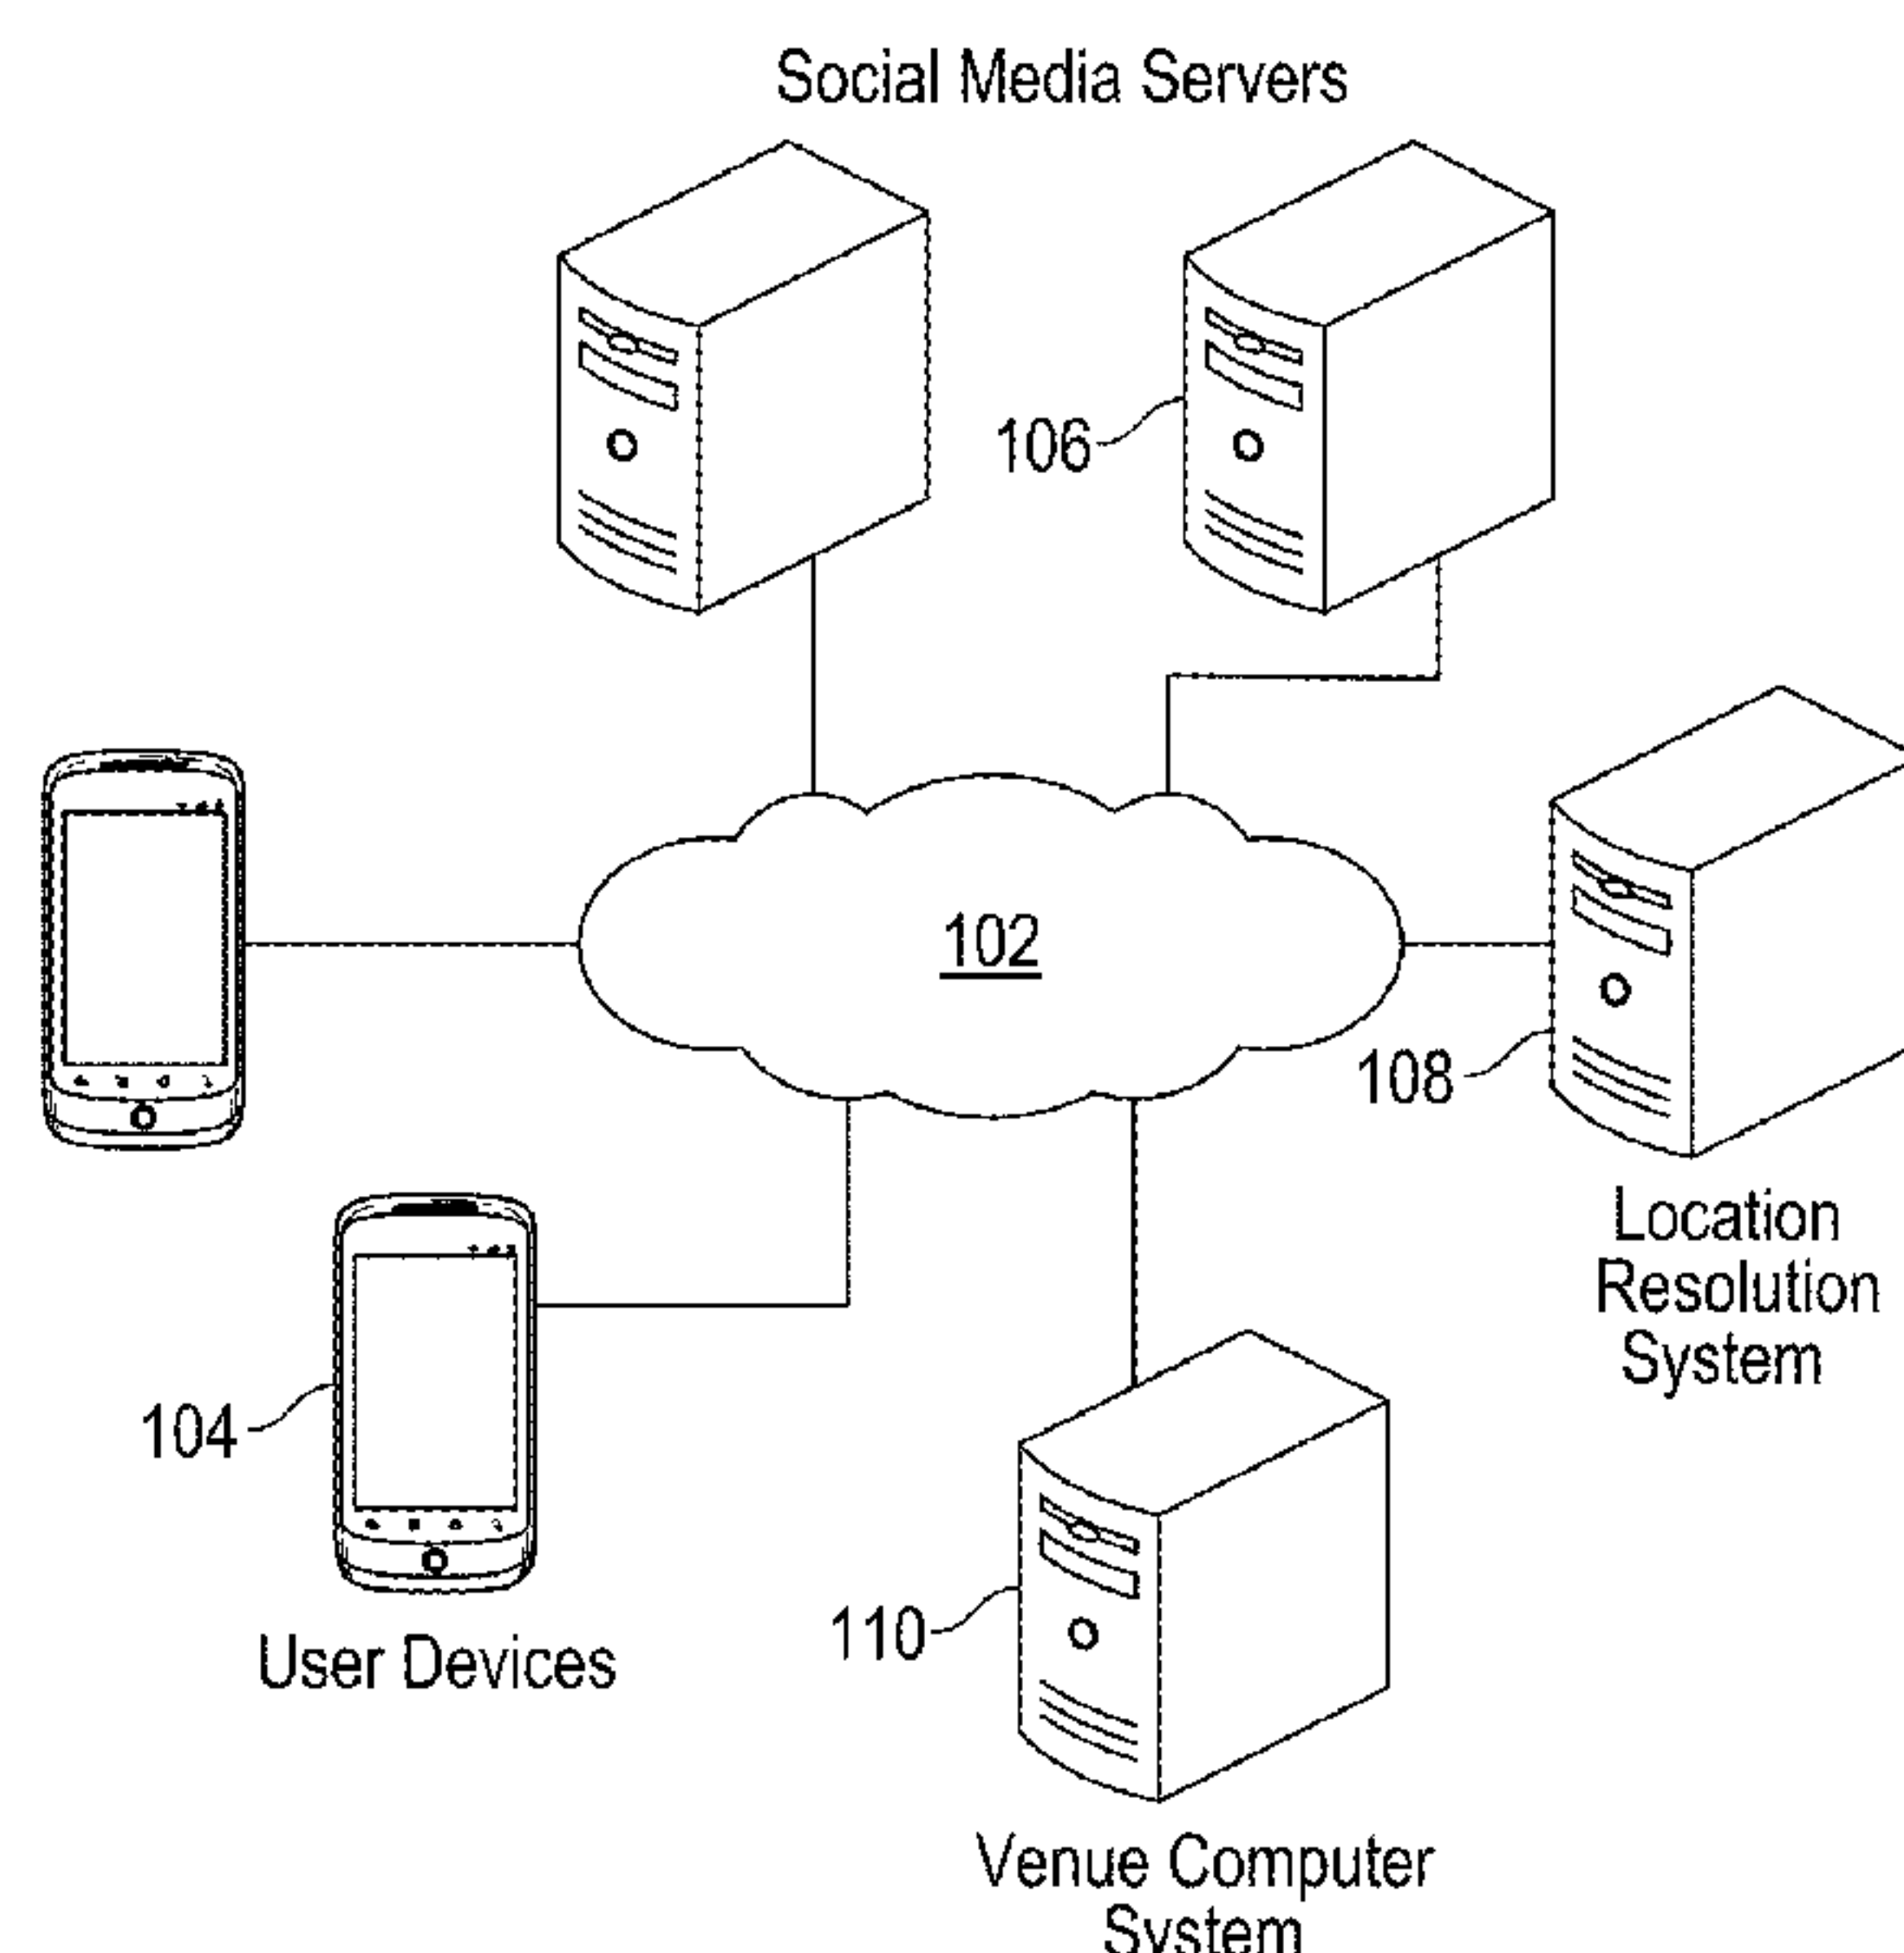 Social Media Servers
106
102
108
Location
Resolution
System
104
User Devices
110
Venue Computer
System